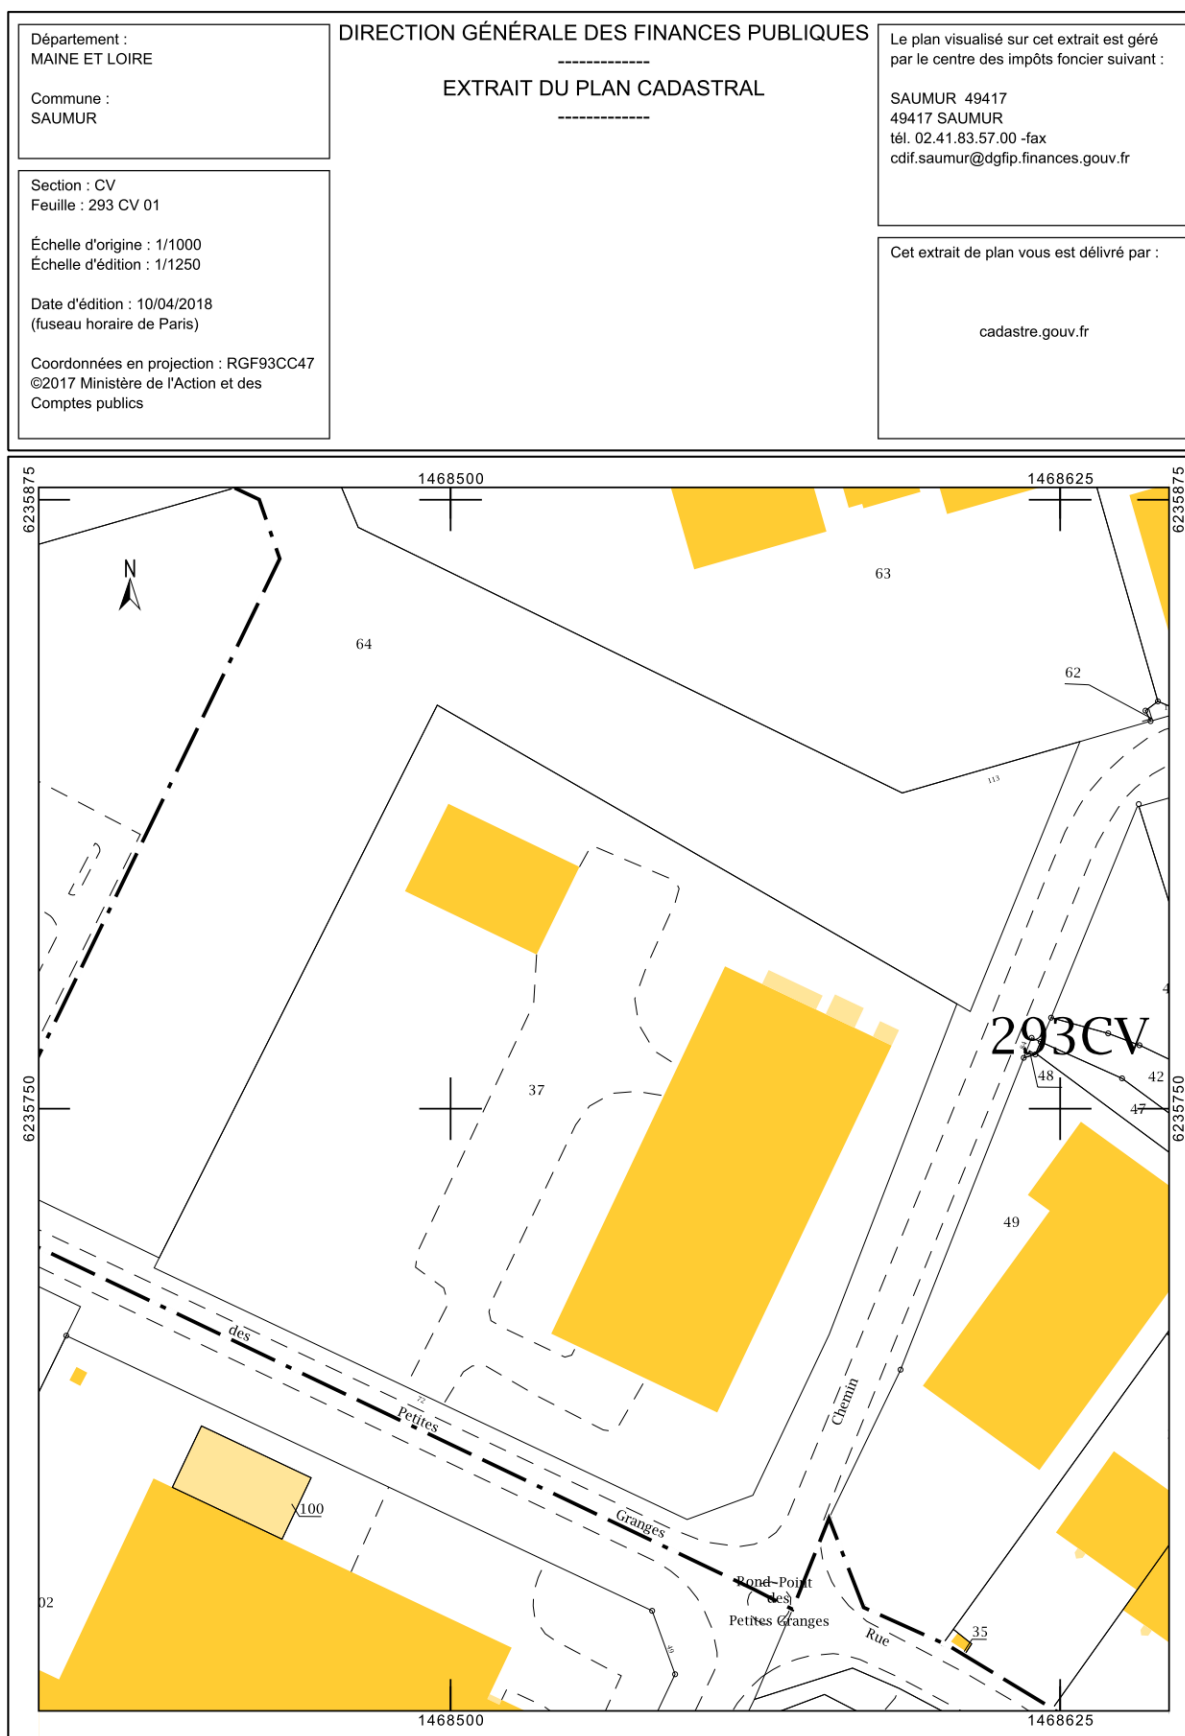 Département :
MAINE ET LOIRE
Commune :
SAUMUR
Section : CV
Feuille : 293 CV 01
Échelle d'origine : 1/1000
Échelle d'édition : 1/1250
Date d'édition : 10/04/2018
(fuseau horaire de Paris)
Coordonnées en projection : RGF93CC47
©2017 Ministère de l'Action et des
Comptes publics
DIRECTION GÉNÉRALE DES FINANCES PUBLIQUES
-------------
EXTRAIT DU PLAN CADASTRAL
-------------
Le plan visualisé sur cet extrait est géré
par le centre des impôts foncier suivant :
SAUMUR 49417
49417 SAUMUR
tél. 02.41.83.57.00 -fax
cdif.saumur@dgfip.finances.gouv.fr
Cet extrait de plan vous est délivré par :
cadastre.gouv.fr
1468500
1468625
6235875
6235875
N
63
64
62
113
293CV
48
42
47
37
6235750
6235750
49
des
72
Petites
Chemin
Granges
100
Rond-Point
des
Petites Granges
02
Rue
35
49
1468500
1468625